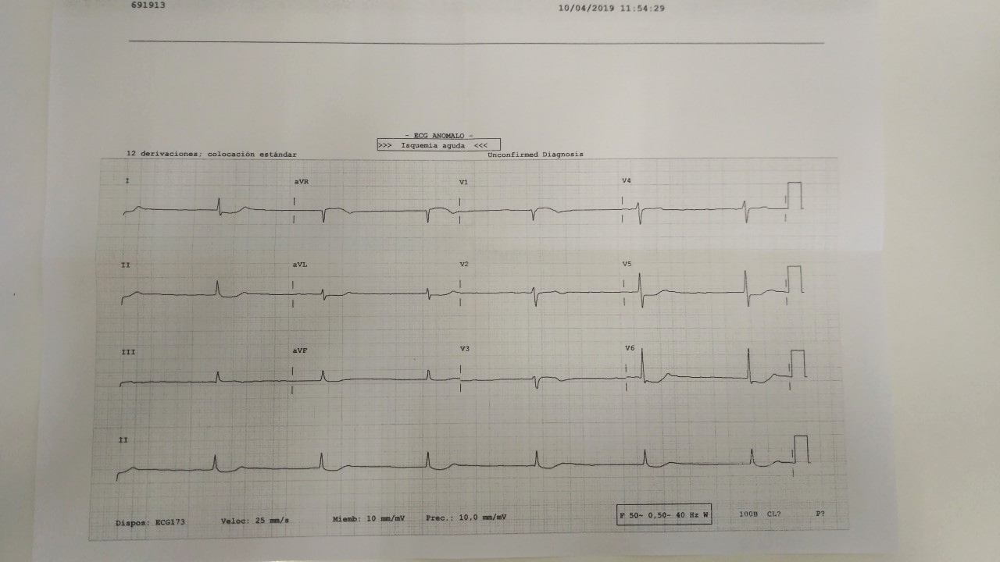 691913
10/04/2019 11:54:29
- ECG ANOMALO -
>>> Isquemia aguda <<<
12 derivaciones; colocación estándar
Unconfirmed Diagnosis
I aVR V1 V4
II aVL V2 V5
III aVF V3 V6
II
Dispos: ECG173 Veloc: 25 mm/s Miemb: 10 mm/mV Prec.: 10,0 mm/mV F 50~ 0,50- 40 Hz W 100B CL? P?